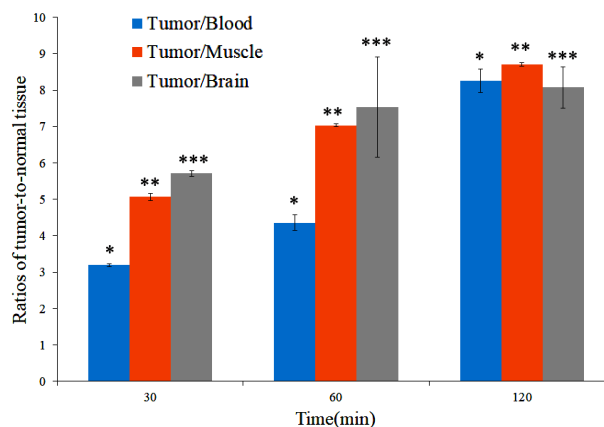 Tumor/Blood
Tumor/Muscle
Tumor/Brain
Ratios of tumor-to-normal tissue
10
9
8
7
6
5
4
3
2
1
0
* ** ***
* ** ***
* ** ***
30 60 120
Time(min)